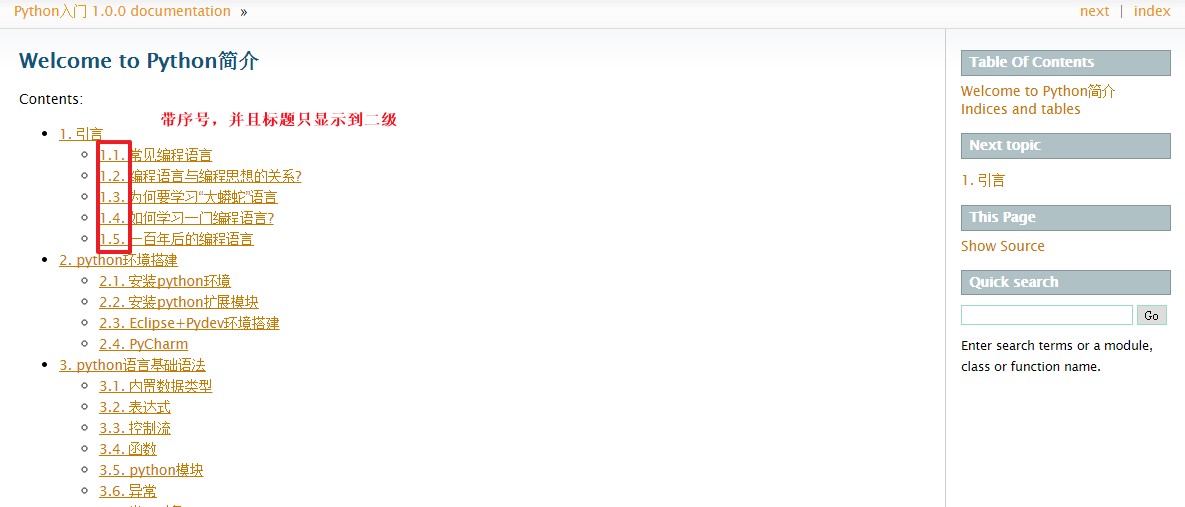 Python入门 1.0.0 documentation »
next | index
Welcome to Python简介
Contents:
带序号，并且标题只显示到二级
1. 引言
1.1. 常见编程语言
1.2. 编程语言与编程思想的关系?
1.3. 为何要学习“大蟒蛇”语言
1.4. 如何学习一门编程语言?
1.5. 一百年后的编程语言
2. python环境搭建
2.1. 安装python环境
2.2. 安装python扩展模块
2.3. Eclipse+Pydev环境搭建
2.4. PyCharm
3. python语言基础语法
3.1. 内置数据类型
3.2. 表达式
3.3. 控制流
3.4. 函数
3.5. python模块
3.6. 异常
Table Of Contents
Welcome to Python简介
Indices and tables
Next topic
1. 引言
This Page
Show Source
Quick search
Go
Enter search terms or a module,
class or function name.